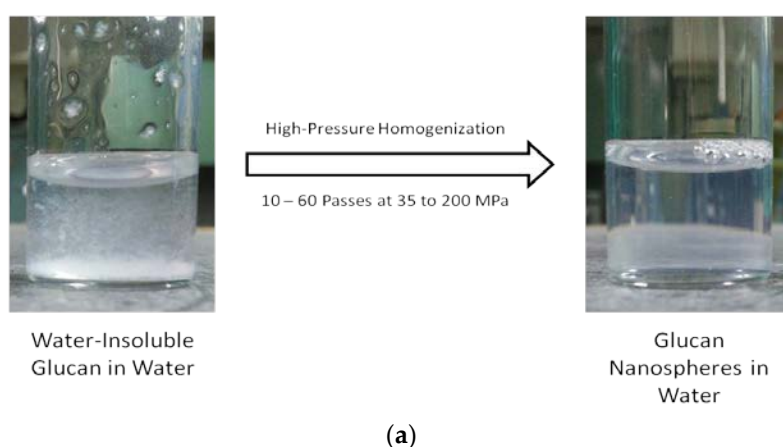 High-Pressure Homogenization
10 – 60 Passes at 35 to 200 MPa
Water-Insoluble
Glucan in Water
Glucan
Nanospheres in
Water
(a)